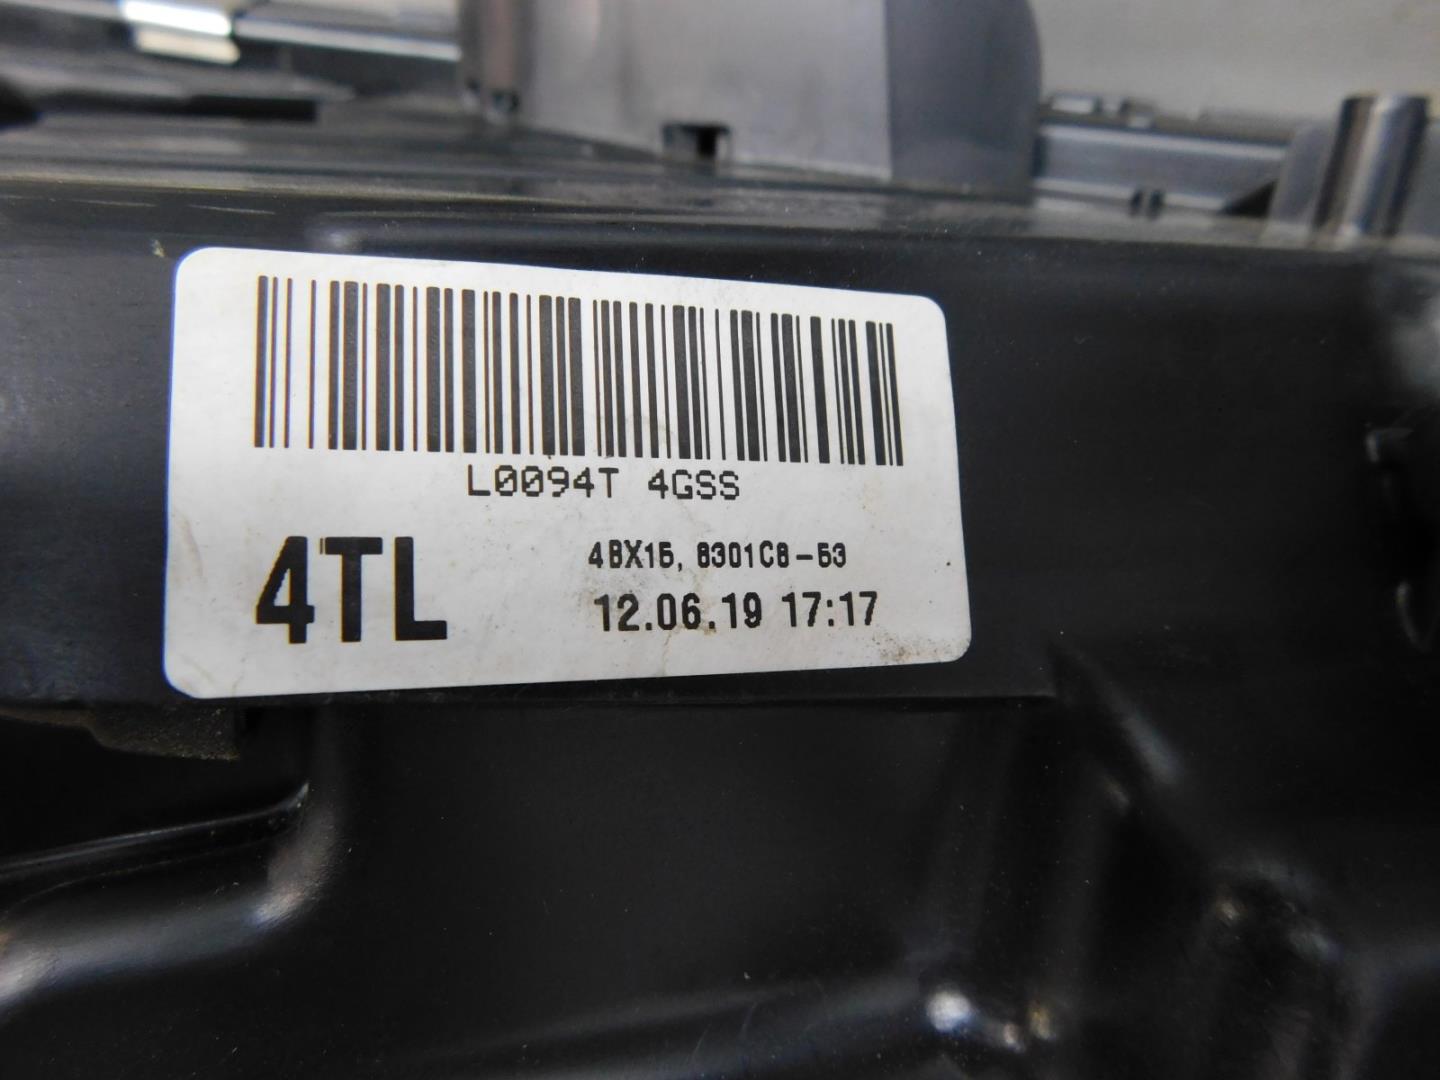 L0094T 4GSS
4TL
4BX15, 8301C8-53
12.06.19 17:17